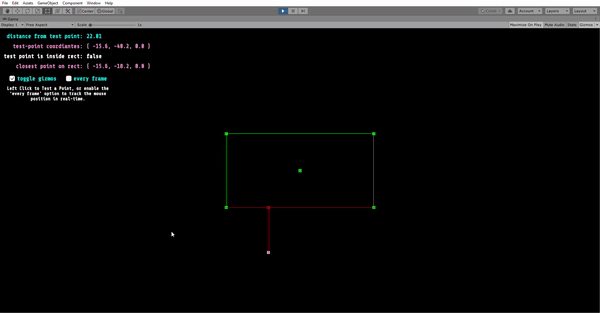 File Edit Assets GameObject Component Window Help
Center Global
Account Layers Layout
Game
Display 1 Free Aspect Scale 1x Maximize On Play Mute Audio Stats Gizmos
distance from test point: 22.01
test-point coordiantes: ( -15.6, -40.2, 0.0 )
test point is inside rect: false
closest point on rect: ( -15.6, -18.2, 0.0 )
toggle gizmos every frame
Left Click to Test a Point, or enable the
'every frame' option to track the mouse
position in real-time.